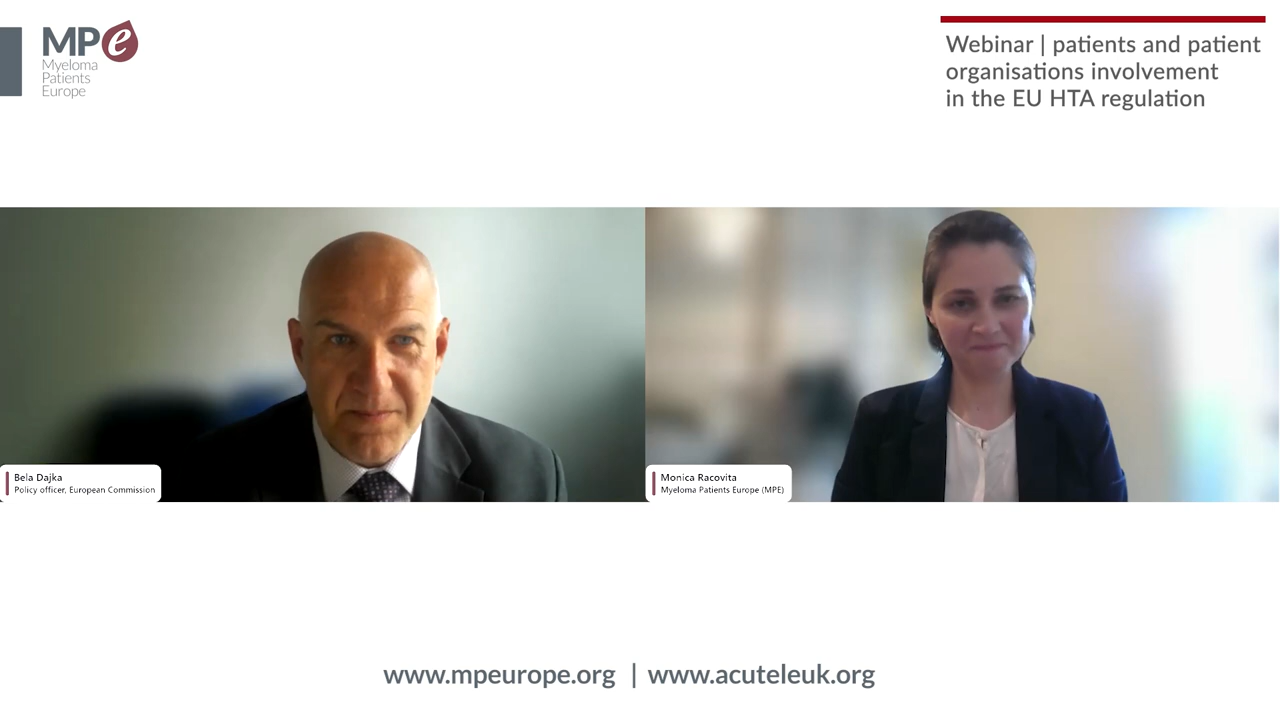 MPe
Myeloma
Patients
Europe
Webinar | patients and patient
organisations involvement
in the EU HTA regulation
Bela Dajka
Policy officer, European Commission
Monica Racovita
Myeloma Patients Europe (MPE)
www.mpeurope.org | www.acuteleuk.org